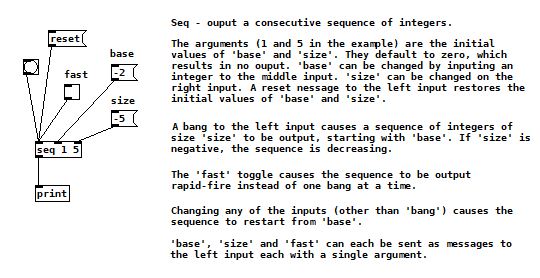 Seq - ouput a consecutive sequence of integers.
reset
base
-2
fast
size
-5
seq 1 5
print
The arguments (1 and 5 in the example) are the initial
values of 'base' and 'size'. They default to zero, which
results in no ouput. 'base' can be changed by inputing an
integer to the middle input. 'size' can be changed on the
right input. A reset nessage to the left input restores the
initial values of 'base' and 'size'.
A bang to the left input causes a sequence of integers of
size 'size' to be output, starting with 'base'. If 'size' is
negative, the sequence is decreasing.
The 'fast' toggle causes the sequence to be output
rapid-fire instead of one bang at a time.
Changing any of the inputs (other than 'bang') causes the
sequence to restart from 'base'.
'base', 'size' and 'fast' can each be sent as messages to
the left input each with a single argument.